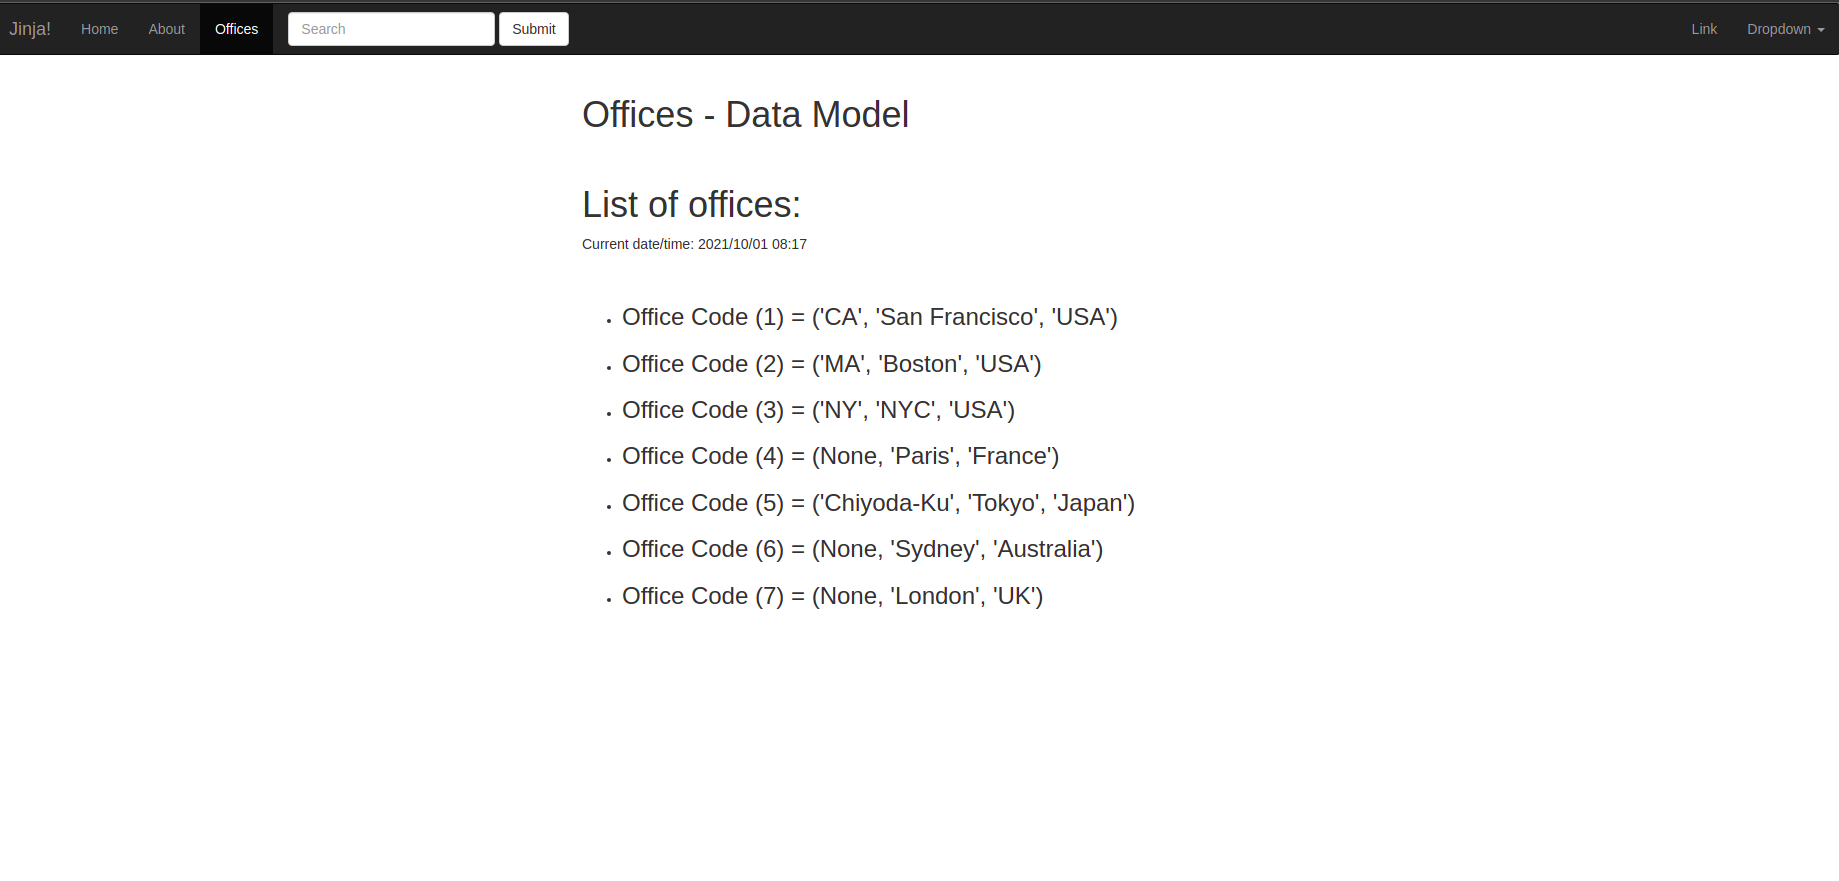 Jinja! Home About Offices Search Submit Link Dropdown
Offices - Data Model
List of offices:
Current date/time: 2021/10/01 08:17
Office Code (1) = ('CA', 'San Francisco', 'USA')
Office Code (2) = ('MA', 'Boston', 'USA')
Office Code (3) = ('NY', 'NYC', 'USA')
Office Code (4) = (None, 'Paris', 'France')
Office Code (5) = ('Chiyoda-Ku', 'Tokyo', 'Japan')
Office Code (6) = (None, 'Sydney', 'Australia')
Office Code (7) = (None, 'London', 'UK')